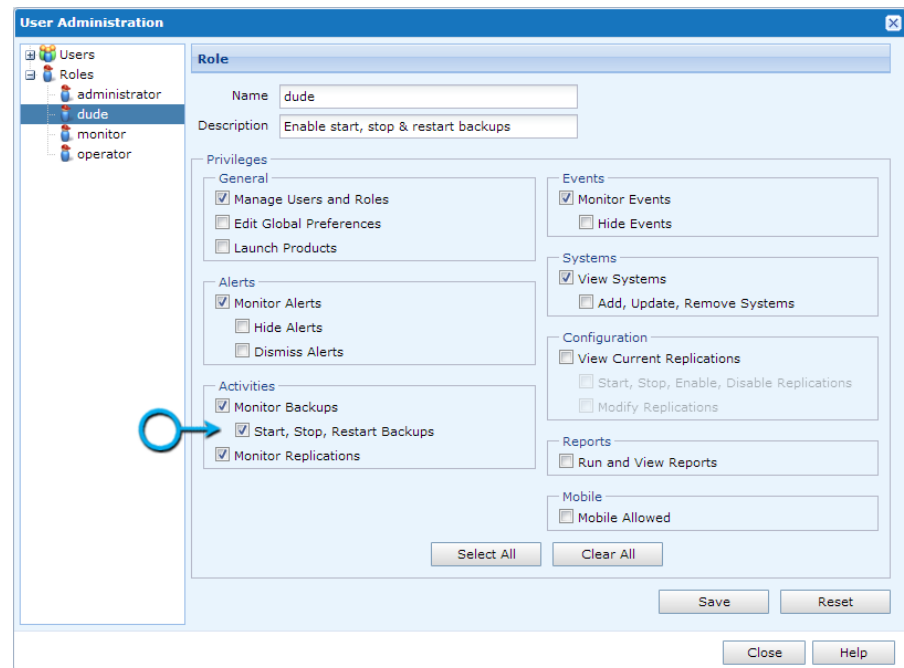 User Administration
Users
Roles
administrator
dude
monitor
operator
Role
Name dude
Description Enable start, stop & restart backups
Privileges
General
Manage Users and Roles
Edit Global Preferences
Launch Products
Alerts
Monitor Alerts
Hide Alerts
Dismiss Alerts
Activities
Monitor Backups
Start, Stop, Restart Backups
Monitor Replications
Events
Monitor Events
Hide Events
Systems
View Systems
Add, Update, Remove Systems
Configuration
View Current Replications
Start, Stop, Enable, Disable Replications
Modify Replications
Reports
Run and View Reports
Mobile
Mobile Allowed
Select All Clear All
Save Reset
Close Help